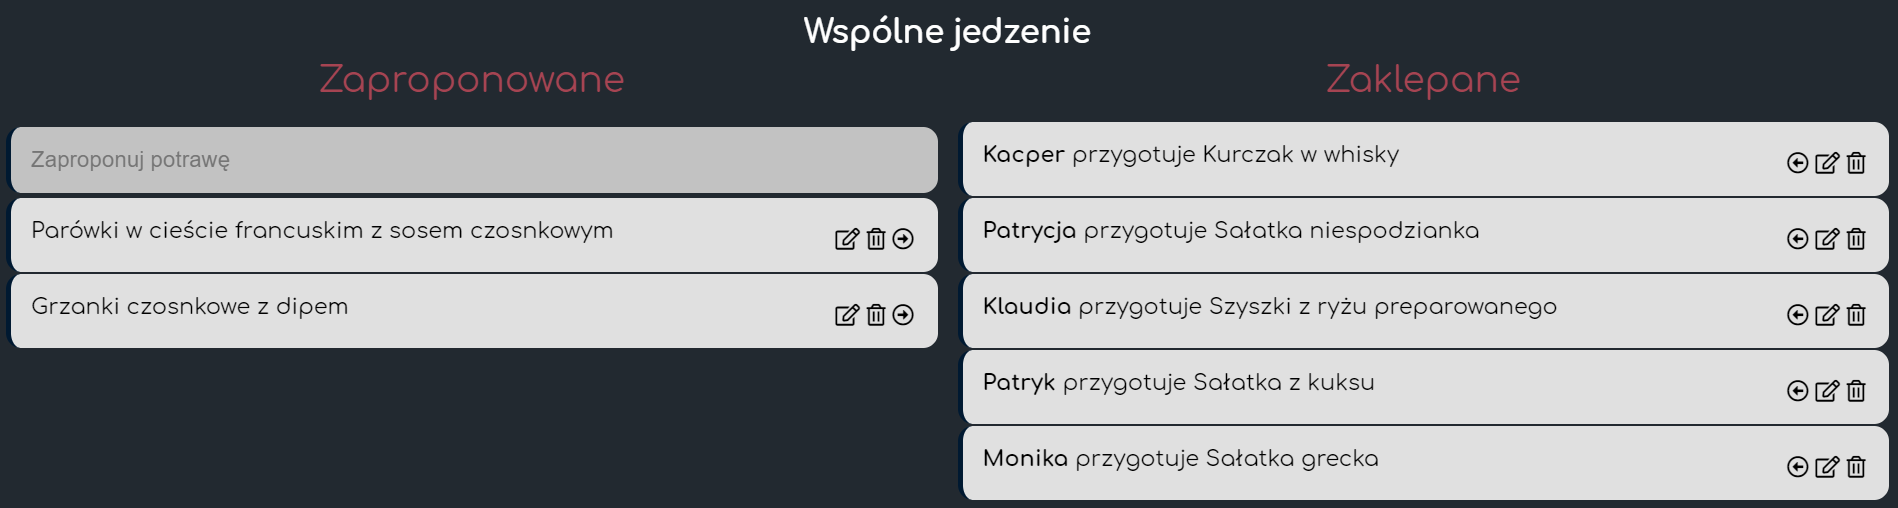 Wspólne jedzenie
Zaproponowane
Zaproponuj potrawę
Parówki w cieście francuskim z sosem czosnkowym
Grzanki czosnkowe z dipem
Zaklepane
Kacper przygotuje Kurczak w whisky
Patrycja przygotuje Sałatka niespodzianka
Klaudia przygotuje Szyszki z ryżu preparowanego
Patryk przygotuje Sałatka z kuksu
Monika przygotuje Sałatka grecka